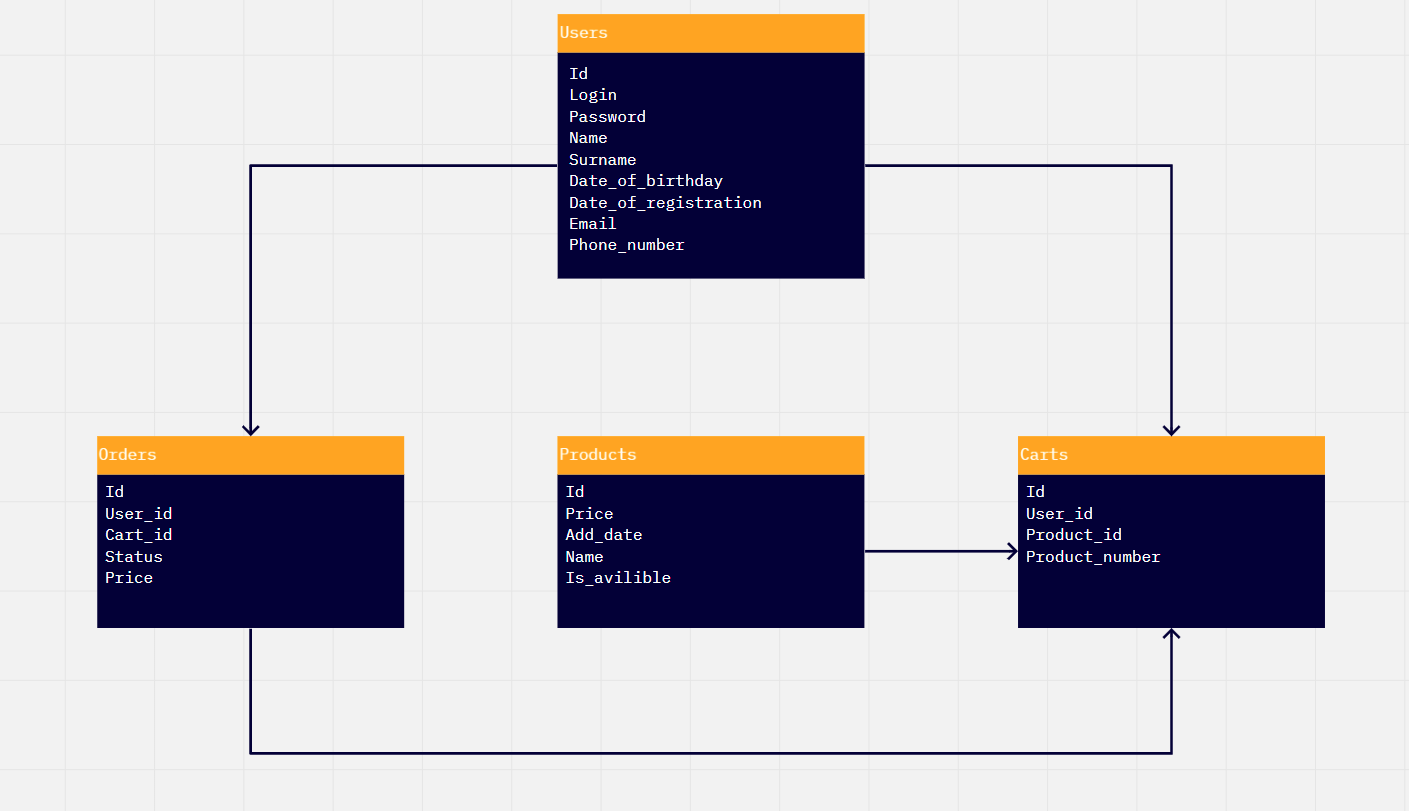 Users
Id
Login
Password
Name
Surname
Date_of_birthday
Date_of_registration
Email
Phone_number
Orders
Id
User_id
Cart_id
Status
Price
Products
Id
Price
Add_date
Name
Is_avilible
Carts
Id
User_id
Product_id
Product_number